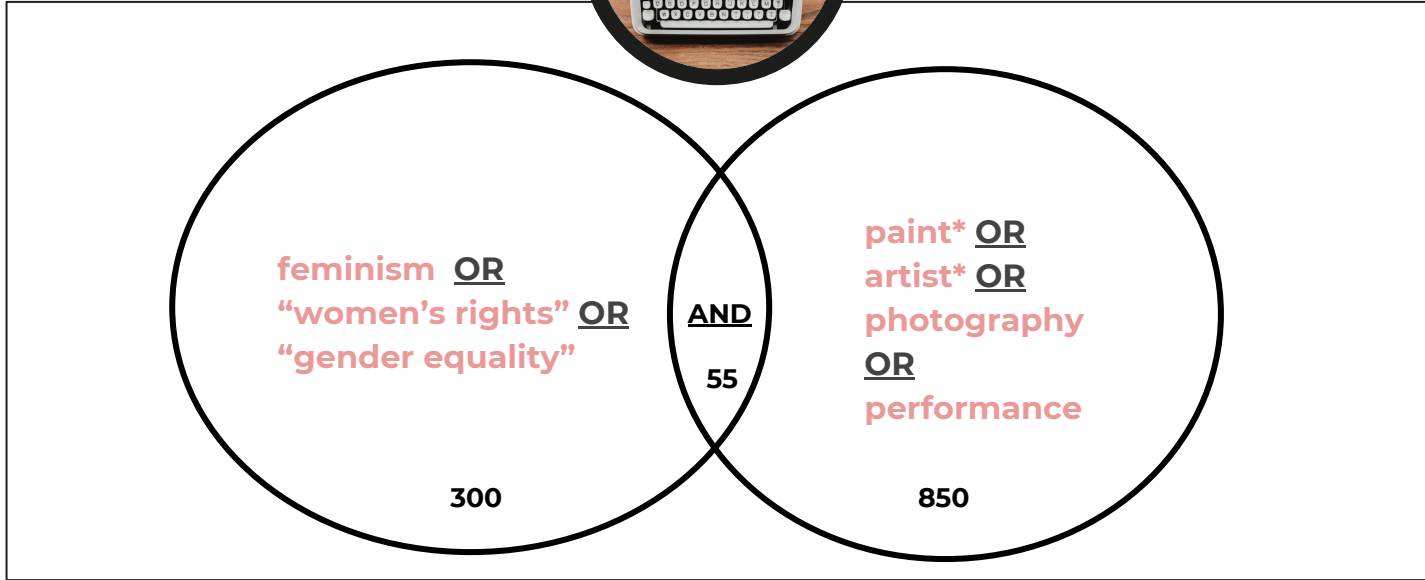 feminism OR
“women’s rights” OR
“gender equality”
300
AND
55
paint* OR
artist* OR
photography
OR
performance
850